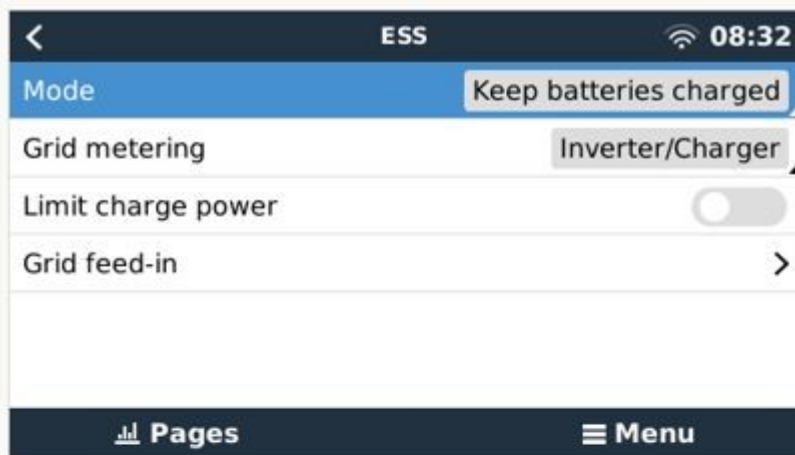 ESS 08:32
Mode Keep batteries charged
Grid metering Inverter/Charger
Limit charge power
Grid feed-in
Pages Menu